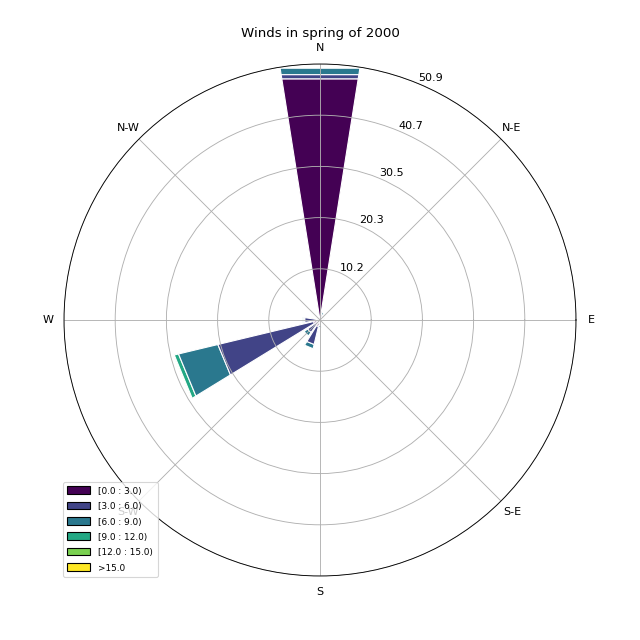 Winds in spring of 2000
N
50.9
N-W
N-E
40.7
30.5
20.3
10.2
W
E
[0.0 : 3.0)
[3.0 : 6.0)
S-W
S-E
[6.0 : 9.0)
[9.0 : 12.0)
[12.0 : 15.0)
>15.0
S